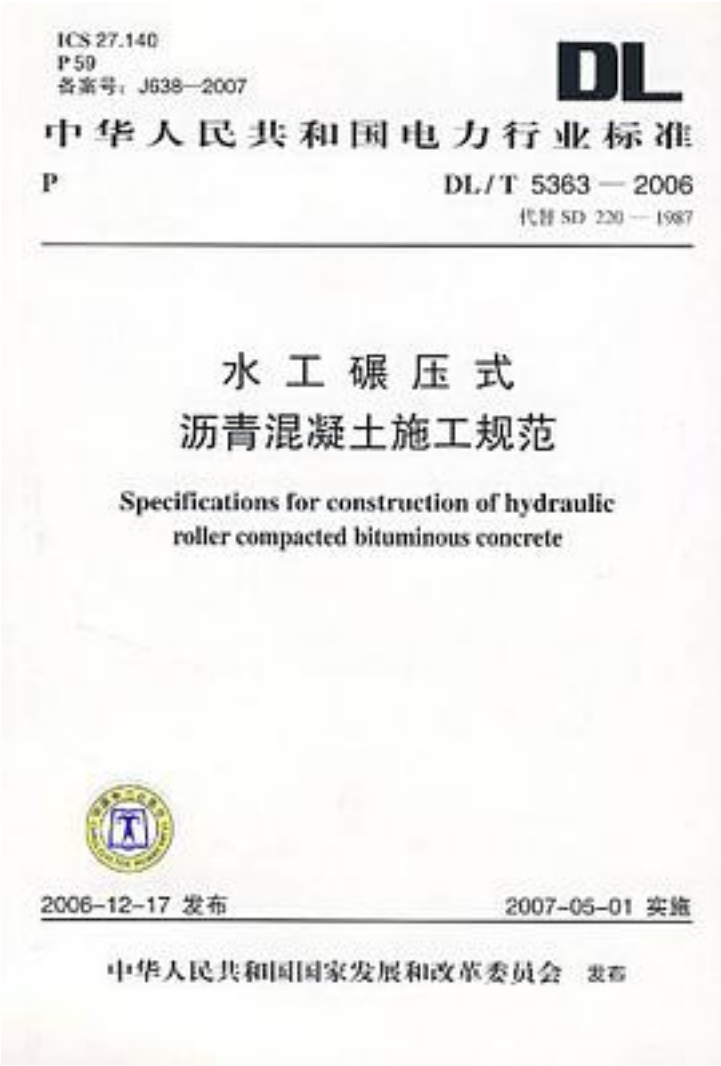 ICS 27.140
P 59
备案号：J638—2007
DL
中华人民共和国电力行业标准
P
DL/T 5363 — 2006
代替 SD 220 — 1987
水工碾压式
沥青混凝土施工规范
Specifications for construction of hydraulic
roller compacted bituminous concrete
2006-12-17 发布
2007-05-01 实施
中华人民共和国国家发展和改革委员会 发布